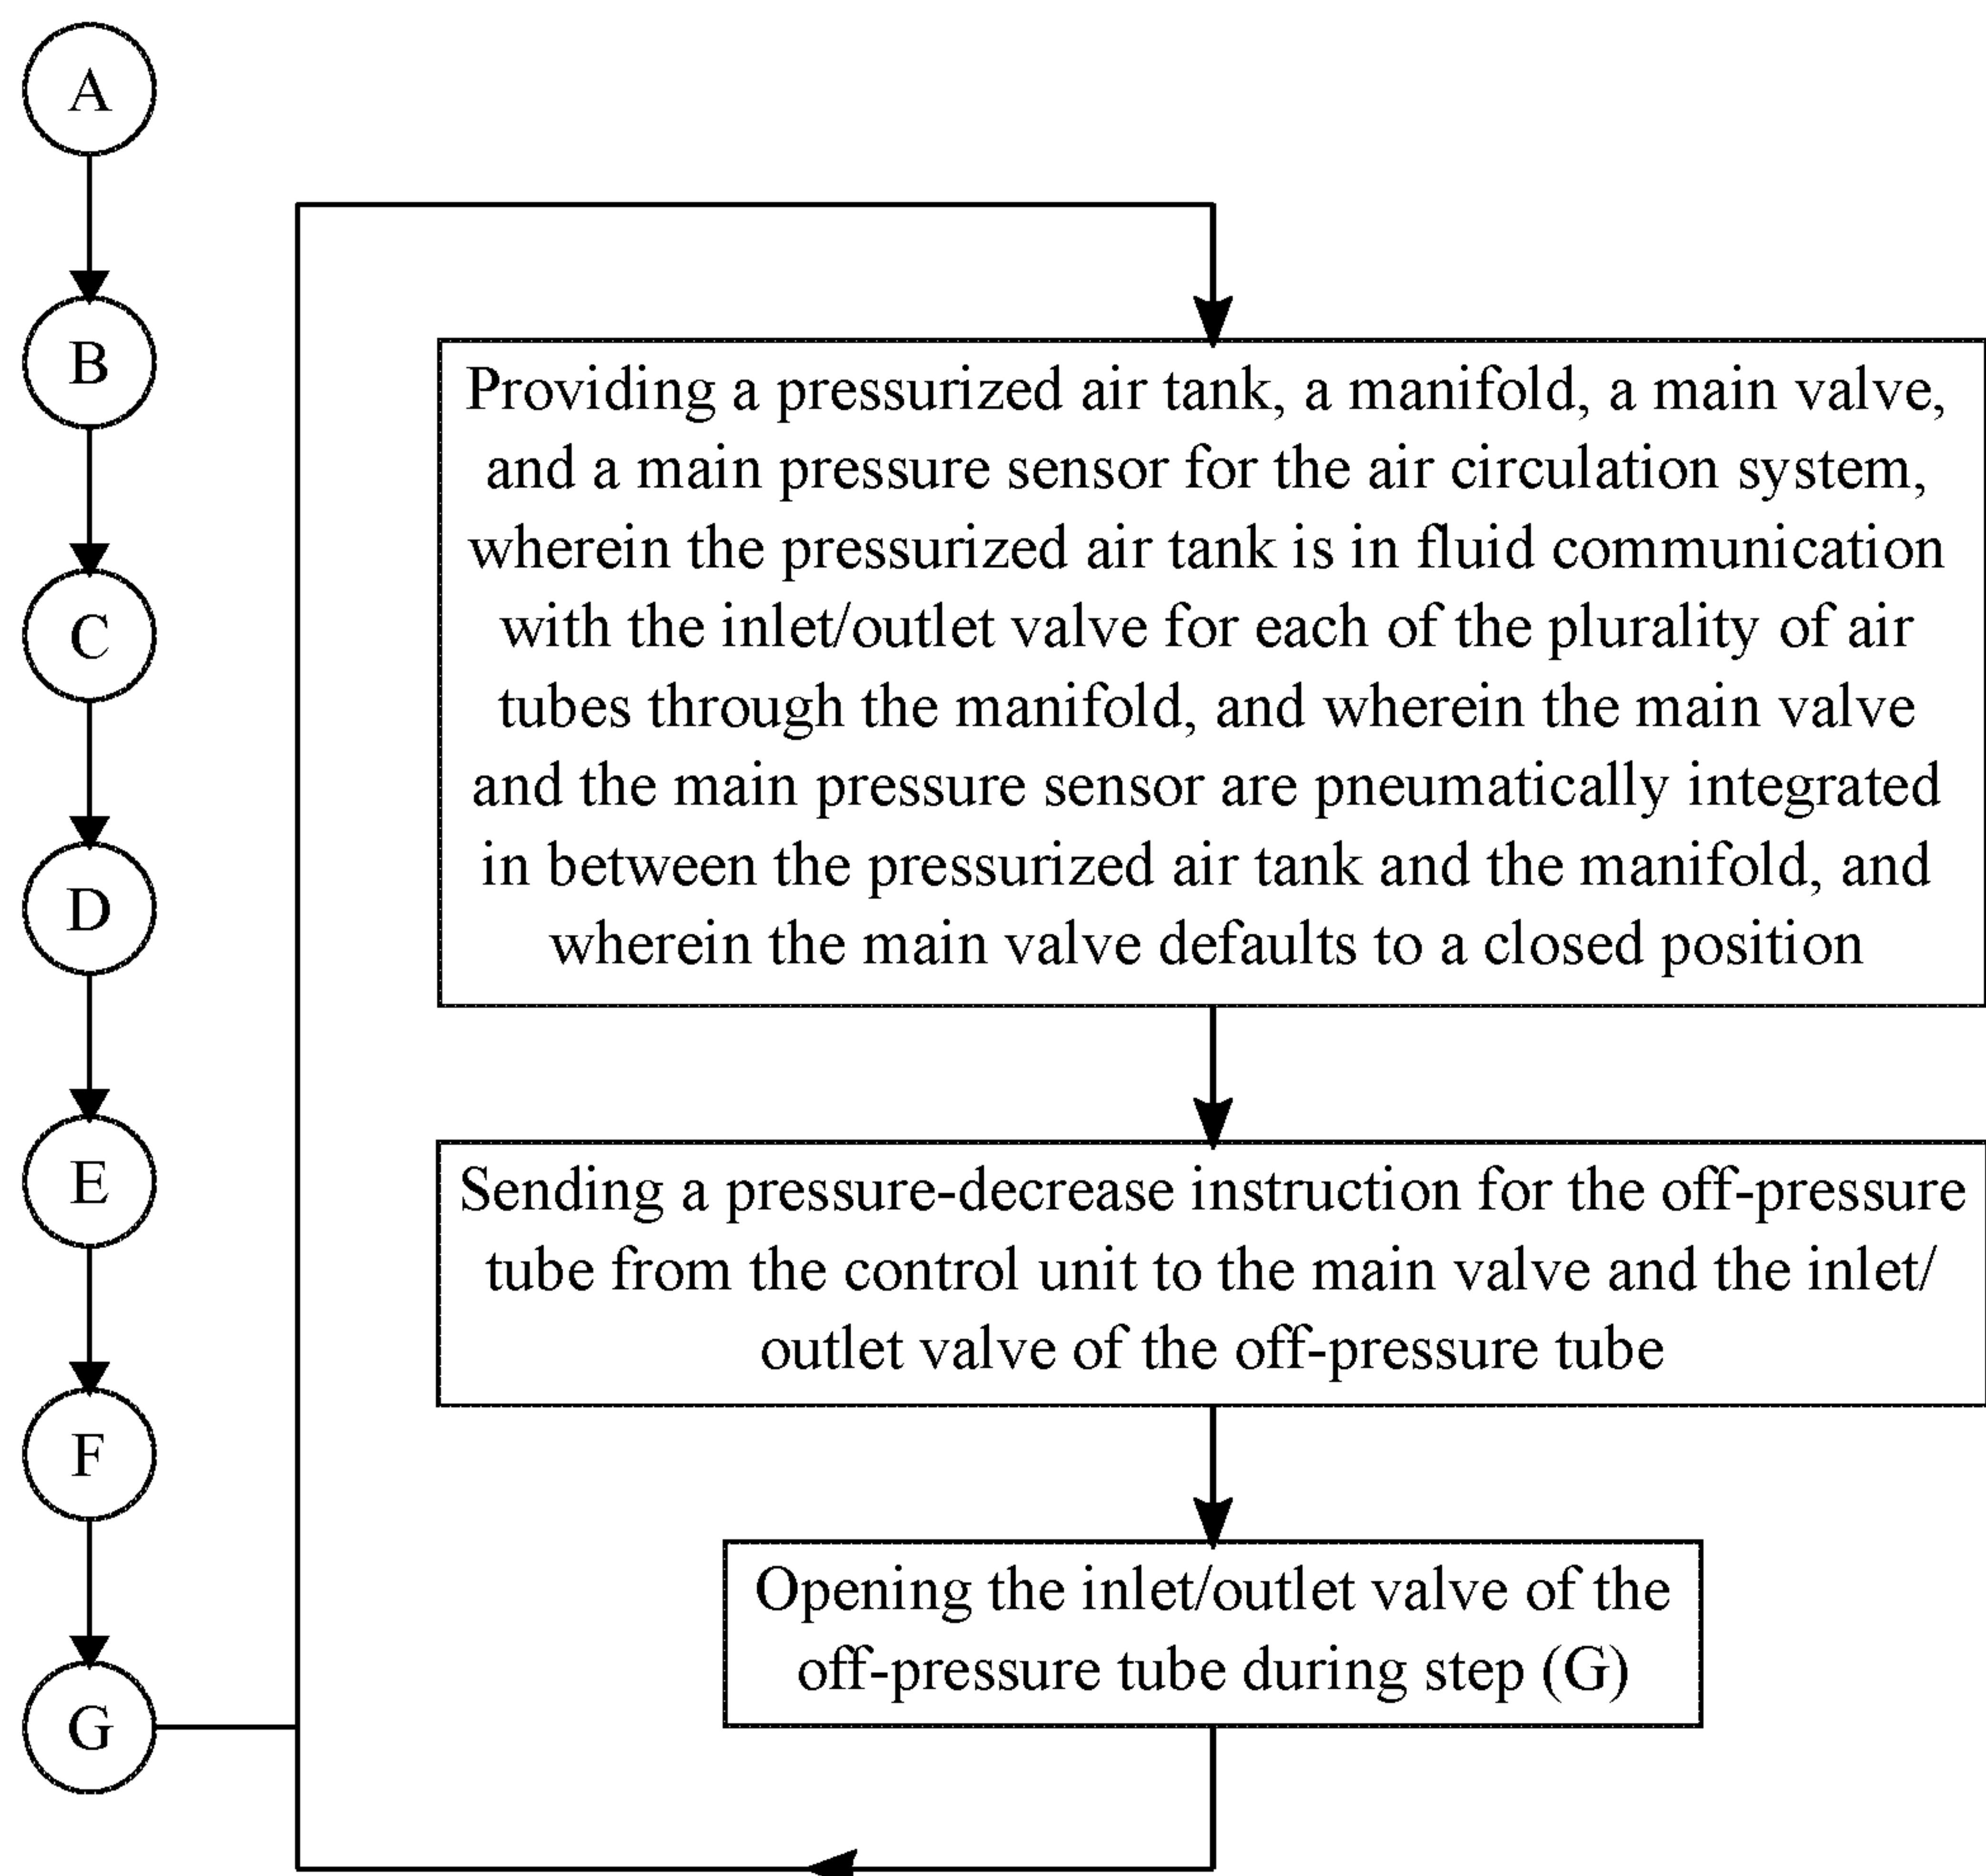 A
B
C
D
E
F
G
Providing a pressurized air tank, a manifold, a main valve,
and a main pressure sensor for the air circulation system,
wherein the pressurized air tank is in fluid communication
with the inlet/outlet valve for each of the plurality of air
tubes through the manifold, and wherein the main valve
and the main pressure sensor are pneumatically integrated
in between the pressurized air tank and the manifold, and
wherein the main valve defaults to a closed position
Sending a pressure-decrease instruction for the off-pressure
tube from the control unit to the main valve and the inlet/
outlet valve of the off-pressure tube
Opening the inlet/outlet valve of the
off-pressure tube during step (G)